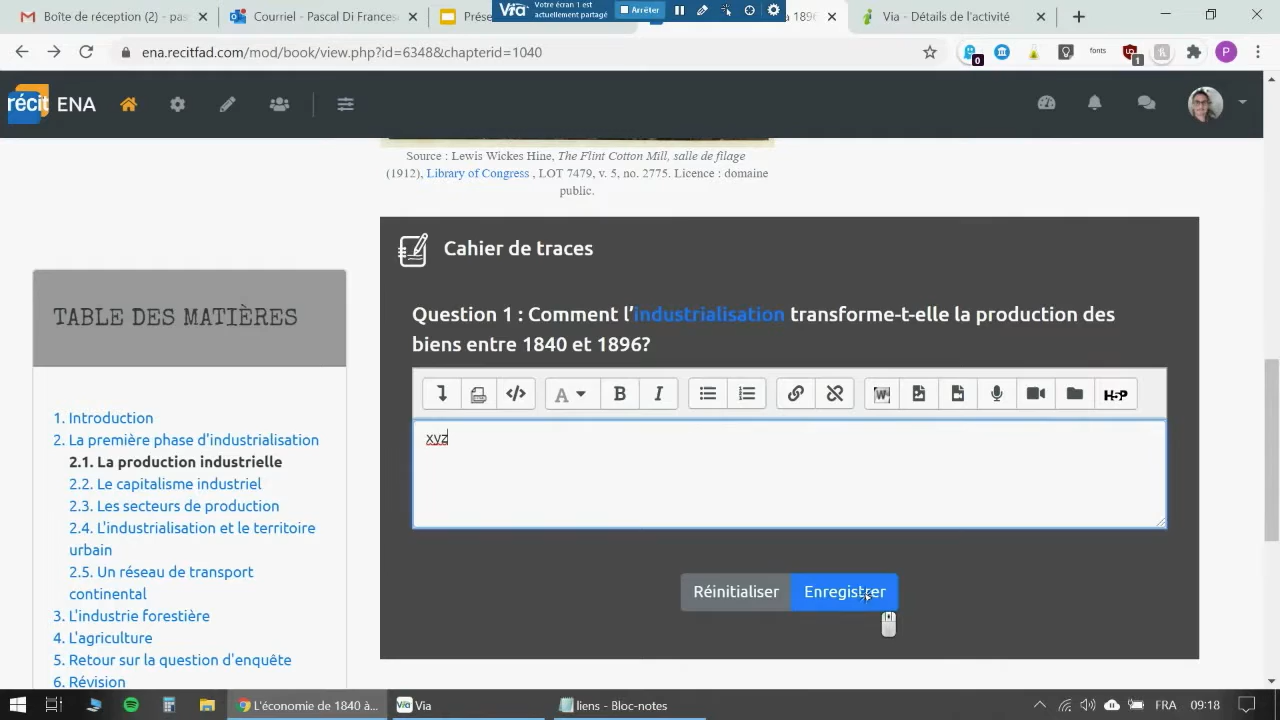 Boîte de réception
Courriel - Pascal Di Francesco
Votre écran 1 est
actuellement partagé
Via
Arrêter
Via - Détails de l'activité
ena.recitfad.com/mod/book/view.php?id=6348&chapterid=1040
fonts
0
1
P
récit ENA
Source : Lewis Wickes Hine, The Flint Cotton Mill, salle de filage
(1912), Library of Congress , LOT 7479, v. 5, no. 2775. Licence : domaine
public.
Cahier de traces
Question 1 : Comment l'industrialisation transforme-t-elle la production des
biens entre 1840 et 1896?
A B I
W
H-P
xyz
Réinitialiser Enregistrer
TABLE DES MATIÈRES
1. Introduction
2. La première phase d'industrialisation
2.1. La production industrielle
2.2. Le capitalisme industriel
2.3. Les secteurs de production
2.4. L'industrialisation et le territoire
urbain
2.5. Un réseau de transport
continental
3. L'industrie forestière
4. L'agriculture
5. Retour sur la question d'enquête
6. Révision
L'économie de 1840 à...
Via
liens - Bloc-notes
FRA 09:18